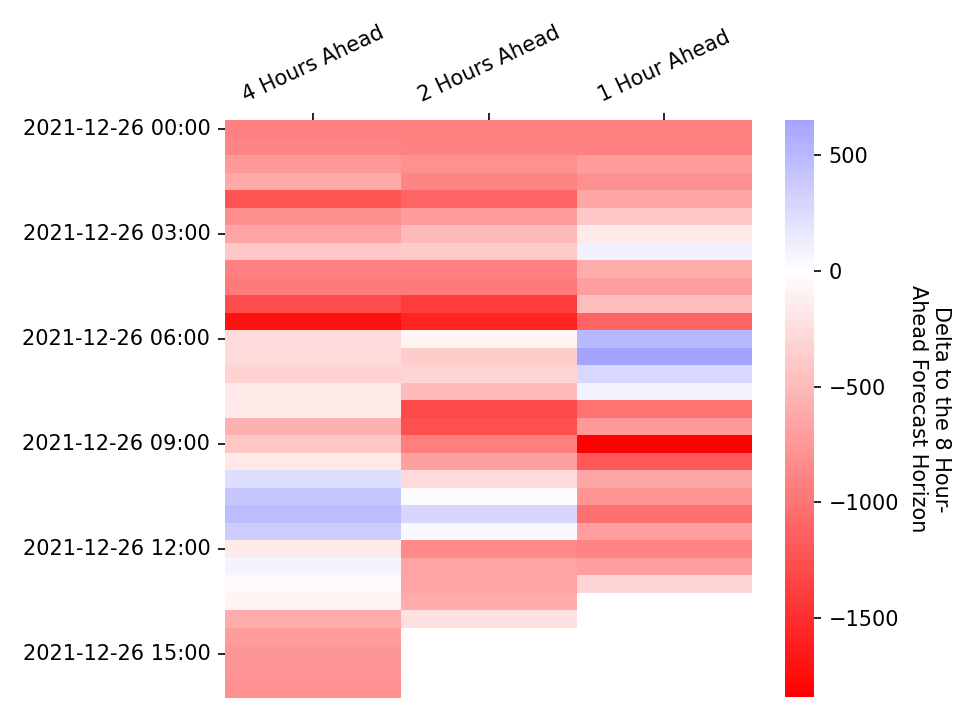 4 Hours Ahead
2 Hours Ahead
1 Hour Ahead
2021-12-26 00:00
2021-12-26 03:00
2021-12-26 06:00
2021-12-26 09:00
2021-12-26 12:00
2021-12-26 15:00
500
0
−500
−1000
−1500
Delta to the 8 Hour-
Ahead Forecast Horizon